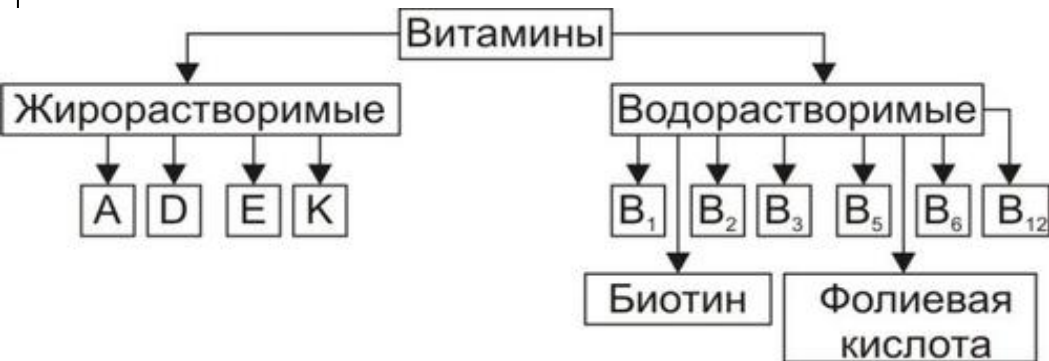 Витамины
Жирорастворимые
Водорастворимые
A
D
E
K
B₁
B₂
B₃
B₅
B₆
B₁₂
Биотин
Фолиевая
кислота